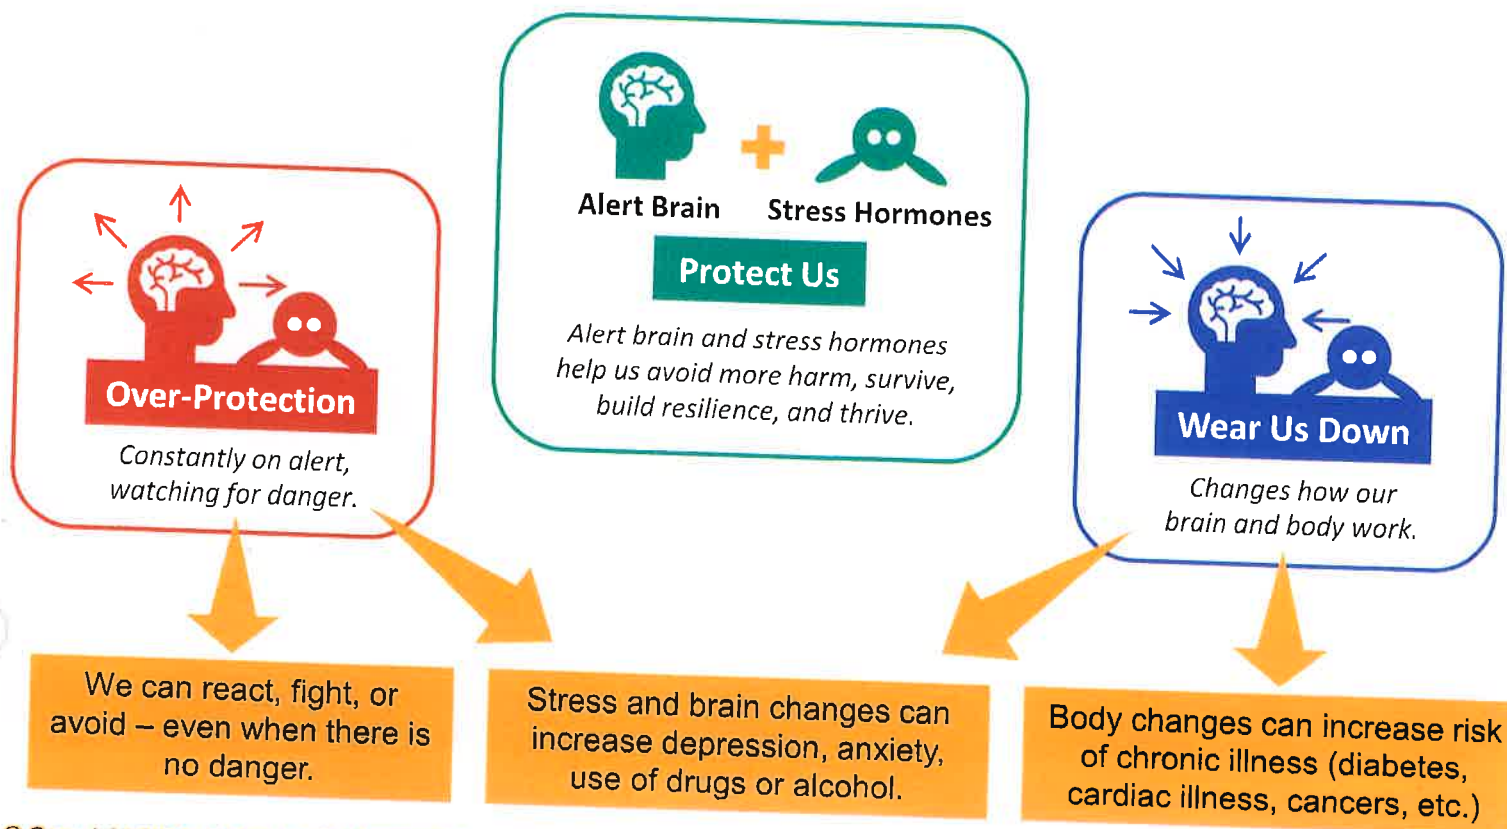 Alert Brain
Stress Hormones
Protect Us
Alert brain and stress hormones
help us avoid more harm, survive,
build resilience, and thrive.
Over-Protection
Constantly on alert,
watching for danger.
Wear Us Down
Changes how our
brain and body work.
We can react, fight, or
avoid – even when there is
no danger.
Stress and brain changes can
increase depression, anxiety,
use of drugs or alcohol.
Body changes can increase risk
of chronic illness (diabetes,
cardiac illness, cancers, etc.)